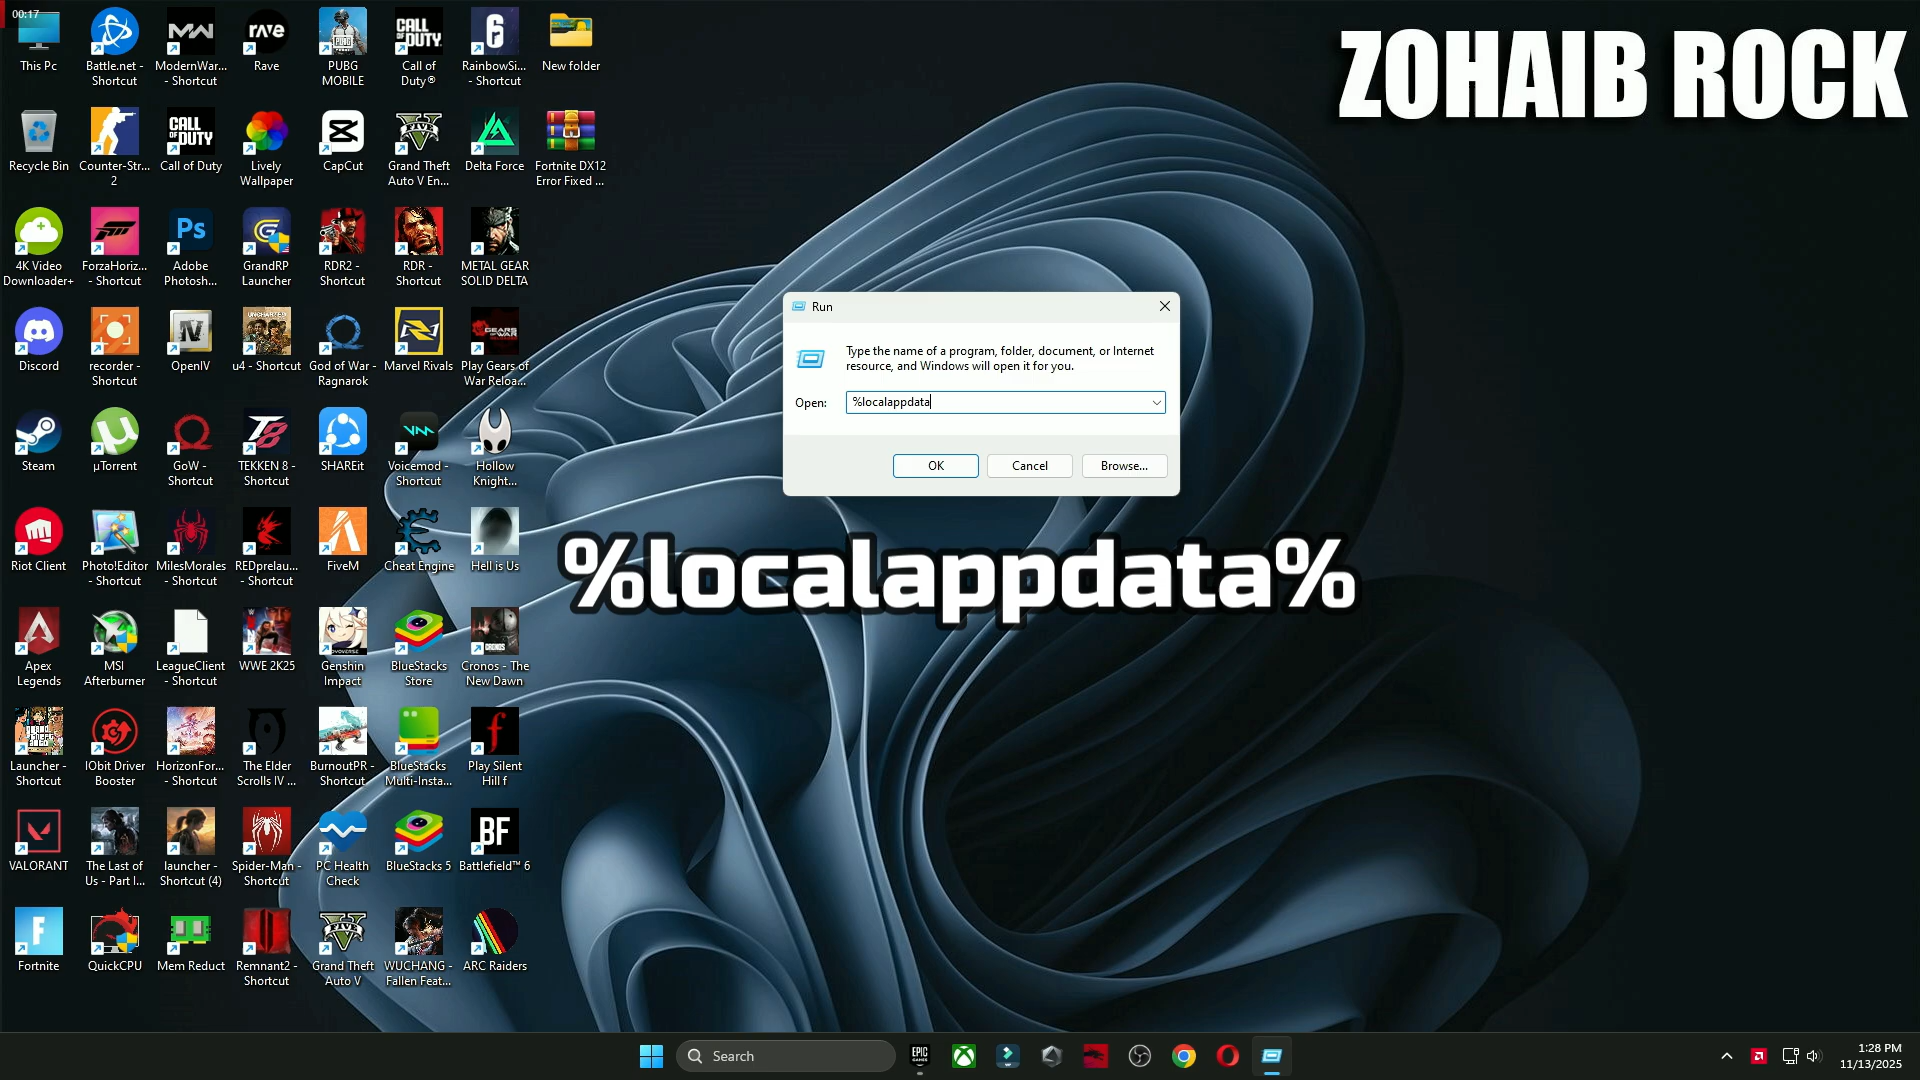 00:17
ZOHAIB ROCK
This Pc
Battle.net - Shortcut
ModernWar... - Shortcut
Rave
PUBG MOBILE
Call of Duty®
RainbowSi... - Shortcut
New folder
Recycle Bin
Counter-Str... 2
Call of Duty
Lively Wallpaper
CapCut
Grand Theft Auto V En...
Delta Force
Fortnite DX12 Error Fixed ...
4K Video Downloader+
ForzaHoriz... - Shortcut
Adobe Photosh...
GrandRP Launcher
RDR2 - Shortcut
RDR - Shortcut
METAL GEAR SOLID DELTA
Discord
recorder - Shortcut
OpenIV
u4 - Shortcut
God of War - Ragnarok
Marvel Rivals
Play Gears of War Reloa...
Steam
µTorrent
GoW - Shortcut
TEKKEN 8 - Shortcut
SHAREit
Voicemod - Shortcut
Hollow Knight...
Riot Client
Photo!Editor - Shortcut
MilesMorales - Shortcut
REDprelau... - Shortcut
FiveM
Cheat Engine
Hell is Us
Apex Legends
MSI Afterburner
LeagueClient - Shortcut
WWE 2K25
Genshin Impact
BlueStacks Store
Cronos - The New Dawn
Launcher - Shortcut
IObit Driver Booster
HorizonFor... - Shortcut
The Elder Scrolls IV ...
BurnoutPR - Shortcut
BlueStacks Multi-Insta...
Play Silent Hill f
VALORANT
The Last of Us - Part I...
launcher - Shortcut (4)
Spider-Man - Shortcut
PC Health Check
BlueStacks 5
Battlefield™ 6
Fortnite
QuickCPU
Mem Reduct
Remnant2 - Shortcut
Grand Theft Auto V
WUCHANG - Fallen Feat...
ARC Raiders
Run
Type the name of a program, folder, document, or Internet
resource, and Windows will open it for you.
Open: %localappdata
OK Cancel Browse...
%localappdata%
Search
1:28 PM
11/13/2025